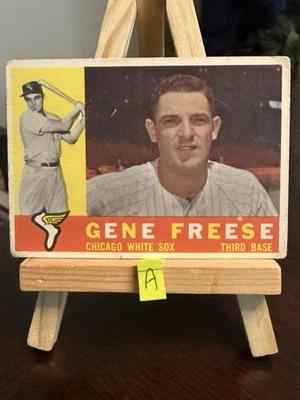 GENE FREESE
CHICAGO WHITE SOX THIRD BASE
A